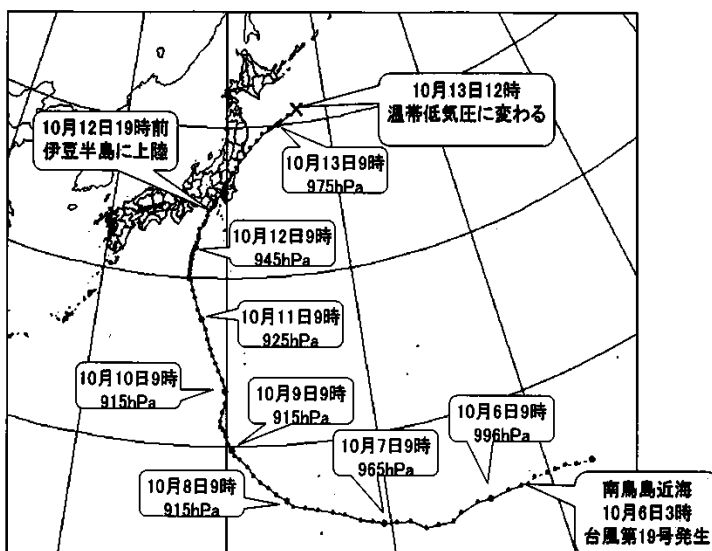 10月13日12時
温帯低気圧に変わる
10月12日19時前
伊豆半島に上陸
10月13日9時
975hPa
10月12日9時
945hPa
10月11日9時
925hPa
10月10日9時
915hPa
10月9日9時
915hPa
10月6日9時
996hPa
10月7日9時
965hPa
10月8日9時
915hPa
南鳥島近海
10月6日3時
台風第19号発生